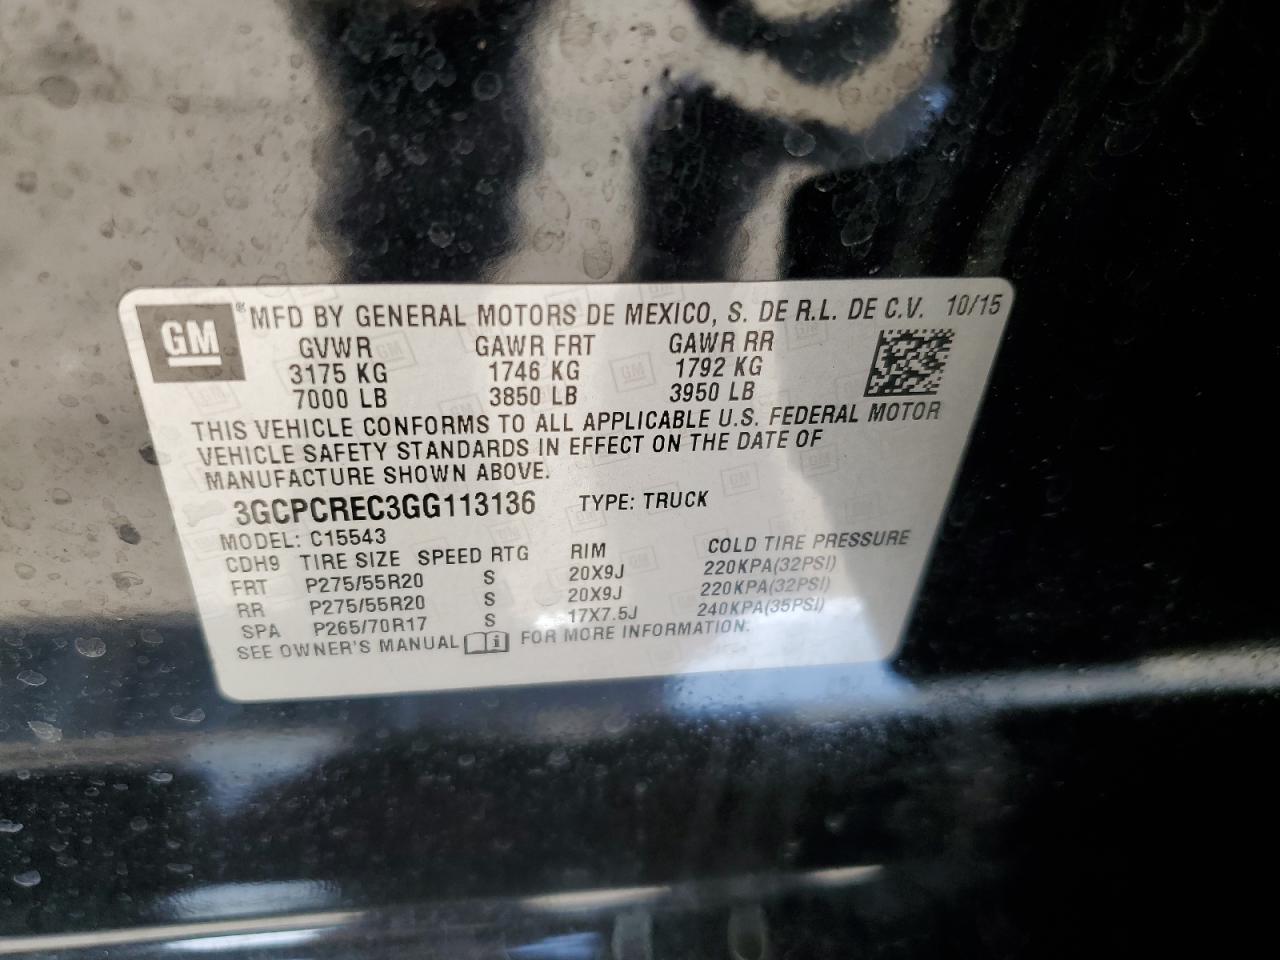 GM
® MFD BY GENERAL MOTORS DE MEXICO, S. DE R.L. DE C.V. 10/15
GVWR GAWR FRT GAWR RR
3175 KG 1746 KG 1792 KG
7000 LB 3850 LB 3950 LB
THIS VEHICLE CONFORMS TO ALL APPLICABLE U.S. FEDERAL MOTOR
VEHICLE SAFETY STANDARDS IN EFFECT ON THE DATE OF
MANUFACTURE SHOWN ABOVE.
3GCPCREC3GG113136 TYPE: TRUCK
MODEL: C15543
CDH9 TIRE SIZE SPEED RTG RIM COLD TIRE PRESSURE
FRT P275/55R20 S 20X9J 220KPA(32PSI)
RR P275/55R20 S 20X9J 220KPA(32PSI)
SPA P265/70R17 S 17X7.5J 240KPA(35PSI)
SEE OWNER'S MANUAL i FOR MORE INFORMATION.